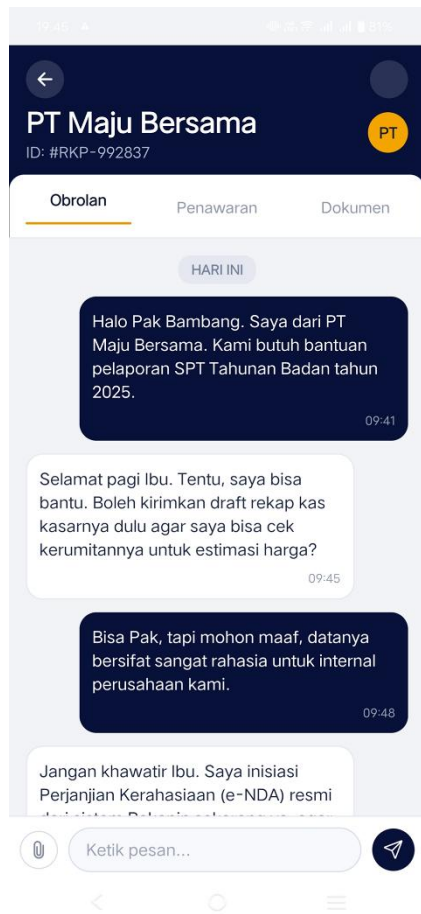 19:45
81%
PT Maju Bersama
ID: #RKP-992837
PT
Obrolan
Penawaran
Dokumen
HARI INI
Halo Pak Bambang. Saya dari PT
Maju Bersama. Kami butuh bantuan
pelaporan SPT Tahunan Badan tahun
2025.
09:41
Selamat pagi Ibu. Tentu, saya bisa
bantu. Boleh kirimkan draft rekap kas
kasarnya dulu agar saya bisa cek
kerumitannya untuk estimasi harga?
09:45
Bisa Pak, tapi mohon maaf, datanya
bersifat sangat rahasia untuk internal
perusahaan kami.
09:48
Jangan khawatir Ibu. Saya inisiasi
Perjanjian Kerahasiaan (e-NDA) resmi
Ketik pesan...